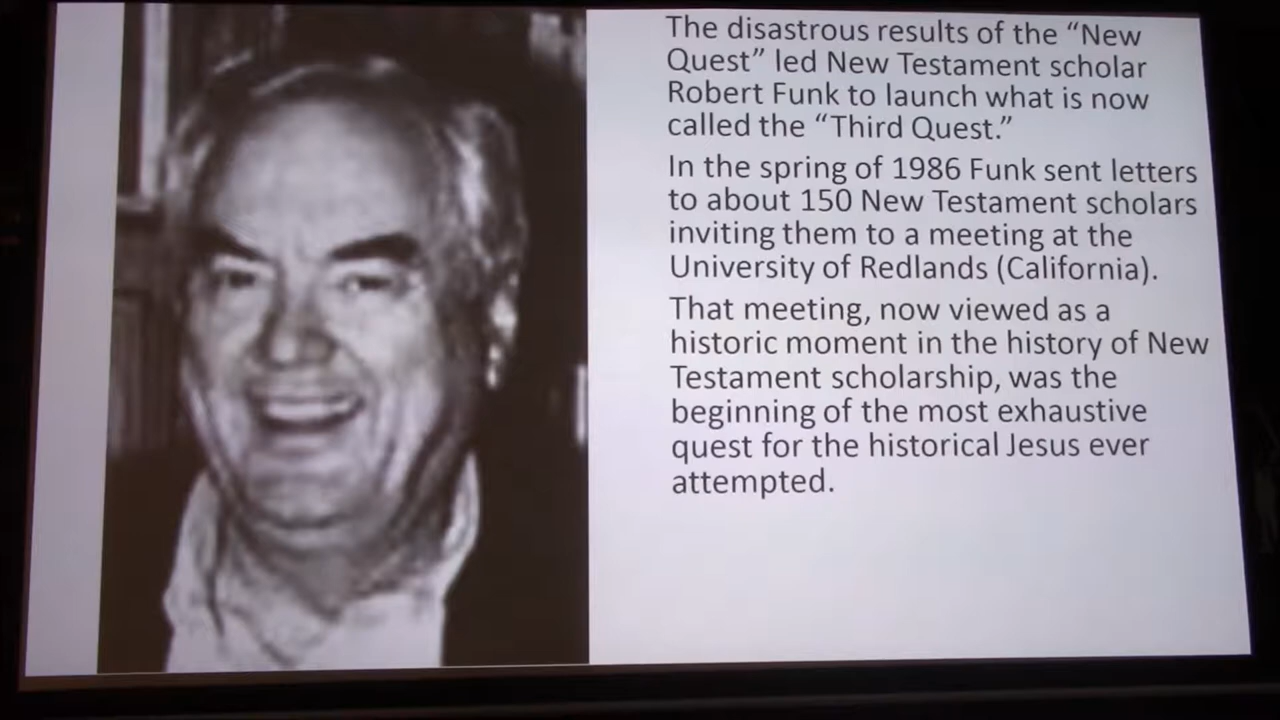 The disastrous results of the “New
Quest” led New Testament scholar
Robert Funk to launch what is now
called the “Third Quest.”
In the spring of 1986 Funk sent letters
to about 150 New Testament scholars
inviting them to a meeting at the
University of Redlands (California).
That meeting, now viewed as a
historic moment in the history of New
Testament scholarship, was the
beginning of the most exhaustive
quest for the historical Jesus ever
attempted.